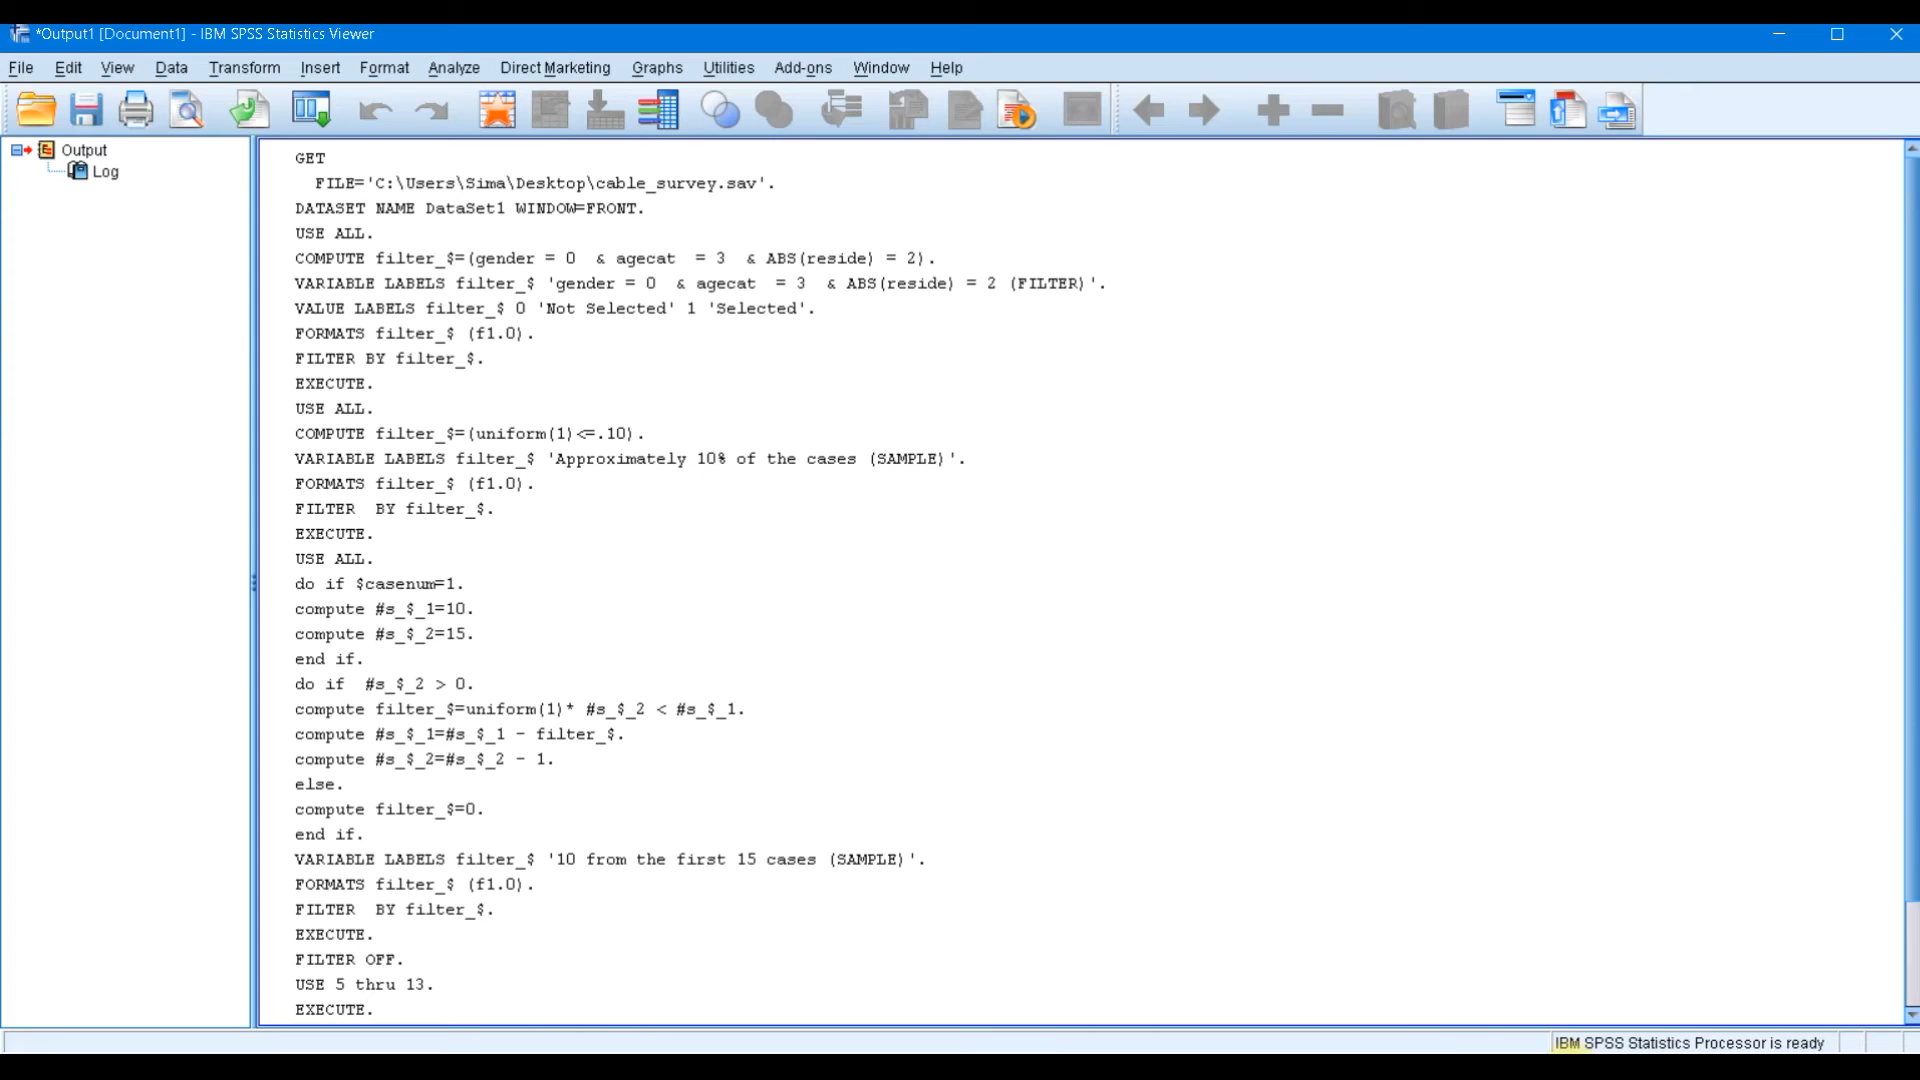 *Output1 [Document1] - IBM SPSS Statistics Viewer
File Edit View Data Transform Insert Format Analyze Direct Marketing Graphs Utilities Add-ons Window Help
Output
Log
GET
FILE='C:\Users\Sima\Desktop\cable_survey.sav'.
DATASET NAME DataSet1 WINDOW=FRONT.
USE ALL.
COMPUTE filter_$=(gender = 0  & agecat  = 3  & ABS(reside) = 2).
VARIABLE LABELS filter_$ 'gender = 0  & agecat  = 3  & ABS(reside) = 2 (FILTER)'.
VALUE LABELS filter_$ 0 'Not Selected' 1 'Selected'.
FORMATS filter_$ (f1.0).
FILTER BY filter_$.
EXECUTE.
USE ALL.
COMPUTE filter_$=(uniform(1)<=.10).
VARIABLE LABELS filter_$ 'Approximately 10% of the cases (SAMPLE)'.
FORMATS filter_$ (f1.0).
FILTER  BY filter_$.
EXECUTE.
USE ALL.
do if $casenum=1.
compute #s_$_1=10.
compute #s_$_2=15.
end if.
do if  #s_$_2 > 0.
compute filter_$=uniform(1)* #s_$_2 < #s_$_1.
compute #s_$_1=#s_$_1 - filter_$.
compute #s_$_2=#s_$_2 - 1.
else.
compute filter_$=0.
end if.
VARIABLE LABELS filter_$ '10 from the first 15 cases (SAMPLE)'.
FORMATS filter_$ (f1.0).
FILTER  BY filter_$.
EXECUTE.
FILTER OFF.
USE 5 thru 13.
EXECUTE.
IBM SPSS Statistics Processor is ready